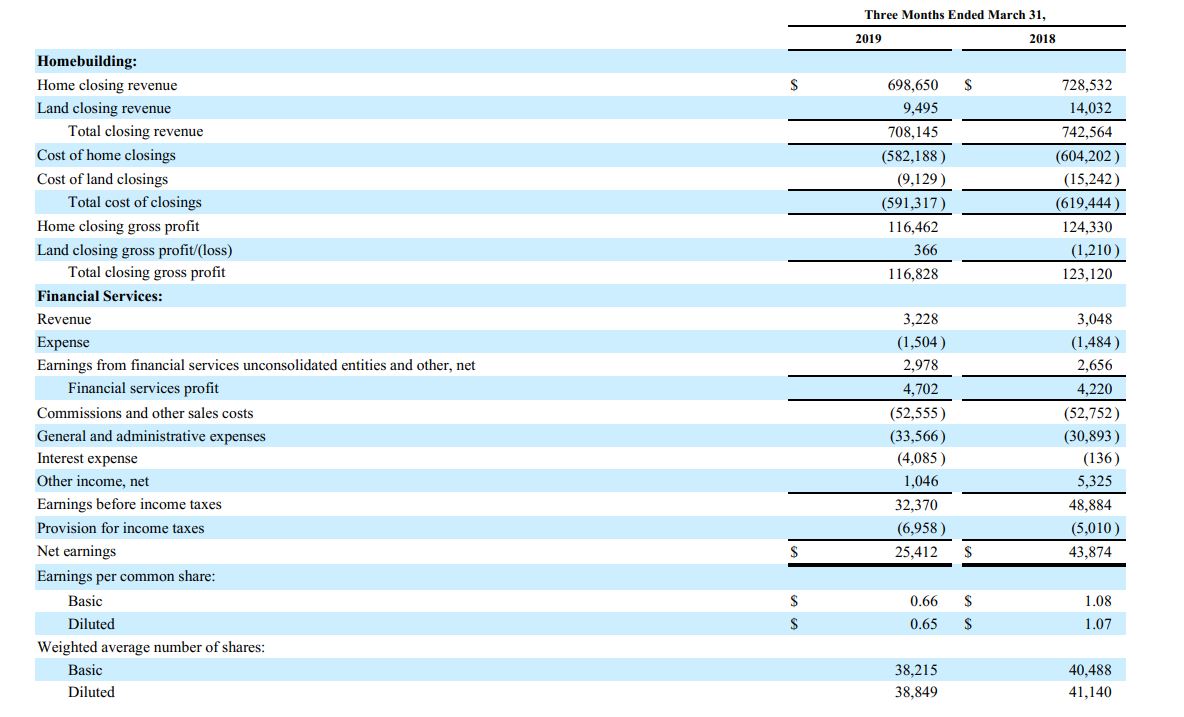 Three Months Ended March 31,
2019 2018
Homebuilding:
Home closing revenue $ 698,650 $ 728,532
Land closing revenue 9,495 14,032
Total closing revenue 708,145 742,564
Cost of home closings (582,188) (604,202)
Cost of land closings (9,129) (15,242)
Total cost of closings (591,317) (619,444)
Home closing gross profit 116,462 124,330
Land closing gross profit/(loss) 366 (1,210)
Total closing gross profit 116,828 123,120
Financial Services:
Revenue 3,228 3,048
Expense (1,504) (1,484)
Earnings from financial services unconsolidated entities and other, net 2,978 2,656
Financial services profit 4,702 4,220
Commissions and other sales costs (52,555) (52,752)
General and administrative expenses (33,566) (30,893)
Interest expense (4,085) (136)
Other income, net 1,046 5,325
Earnings before income taxes 32,370 48,884
Provision for income taxes (6,958) (5,010)
Net earnings $ 25,412 $ 43,874
Earnings per common share:
Basic $ 0.66 $ 1.08
Diluted $ 0.65 $ 1.07
Weighted average number of shares:
Basic 38,215 40,488
Diluted 38,849 41,140